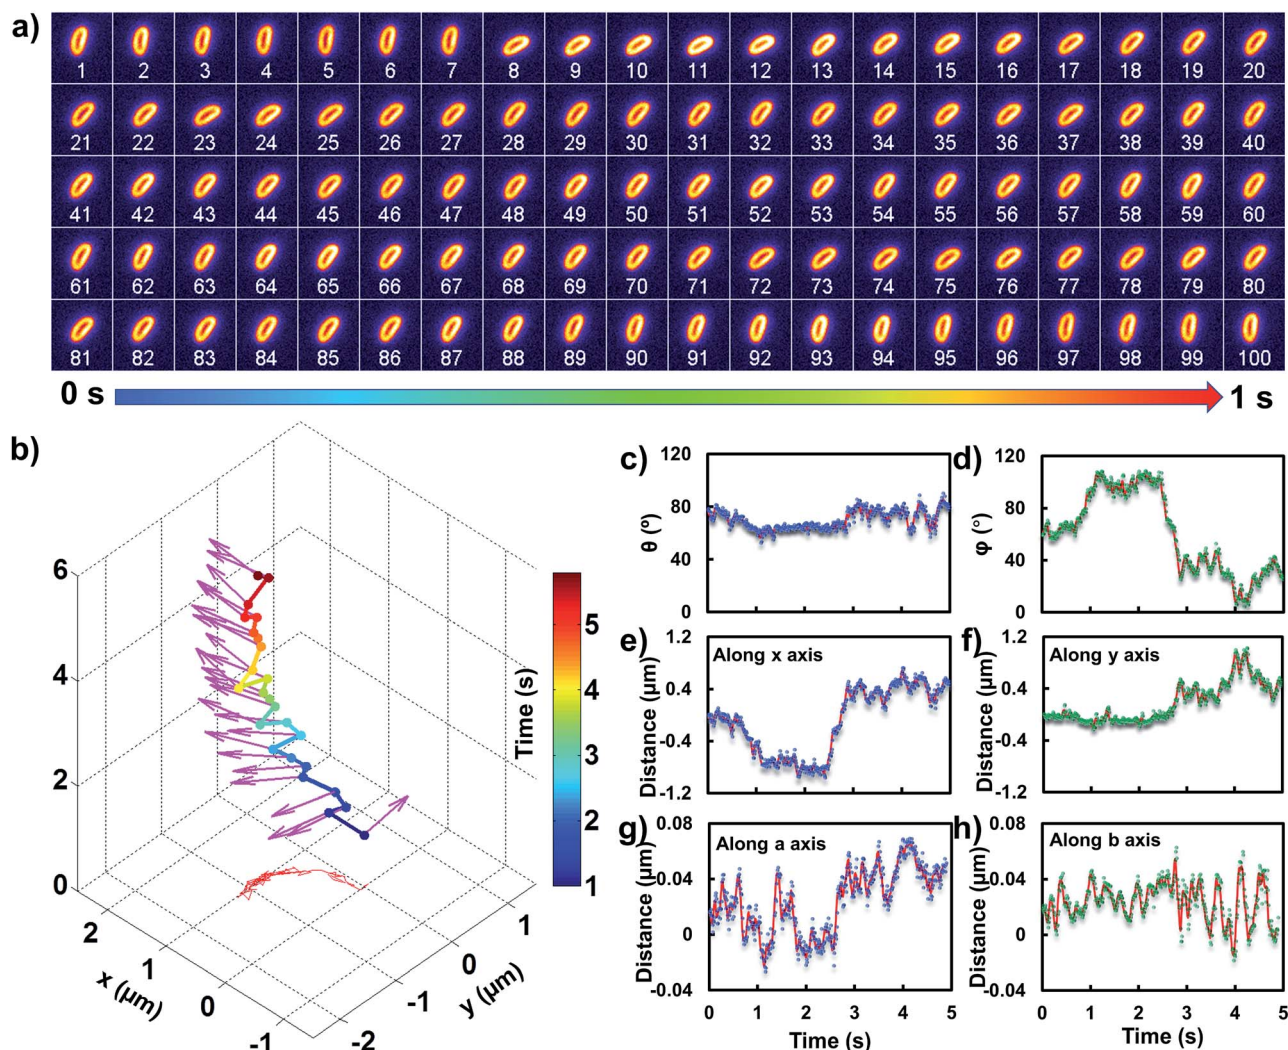 a)
1 2 3 4 5 6 7 8 9 10 11 12 13 14 15 16 17 18 19 20
21 22 23 24 25 26 27 28 29 30 31 32 33 34 35 36 37 38 39 40
41 42 43 44 45 46 47 48 49 50 51 52 53 54 55 56 57 58 59 60
61 62 63 64 65 66 67 68 69 70 71 72 73 74 75 76 77 78 79 80
81 82 83 84 85 86 87 88 89 90 91 92 93 94 95 96 97 98 99 100
0 s 1 s
b)
6
4
2
0
2 1 0 -1
x (μm)
-2 -1 0 1
y (μm)
Time (s)
5
4
3
2
1
c)
θ (º)
120
80
40
0
d)
φ (°)
120
80
40
0
e)
Along x axis
Distance (μm)
1.2
0.4
-0.4
-1.2
f)
Along y axis
Distance (μm)
1.2
0.4
-0.4
-1.2
g)
Along a axis
Distance (μm)
0.08
0.04
0
-0.04
0 1 2 3 4 5
Time (s)
h)
Along b axis
Distance (μm)
0.08
0.04
0
-0.04
0 1 2 3 4 5
Time (s)